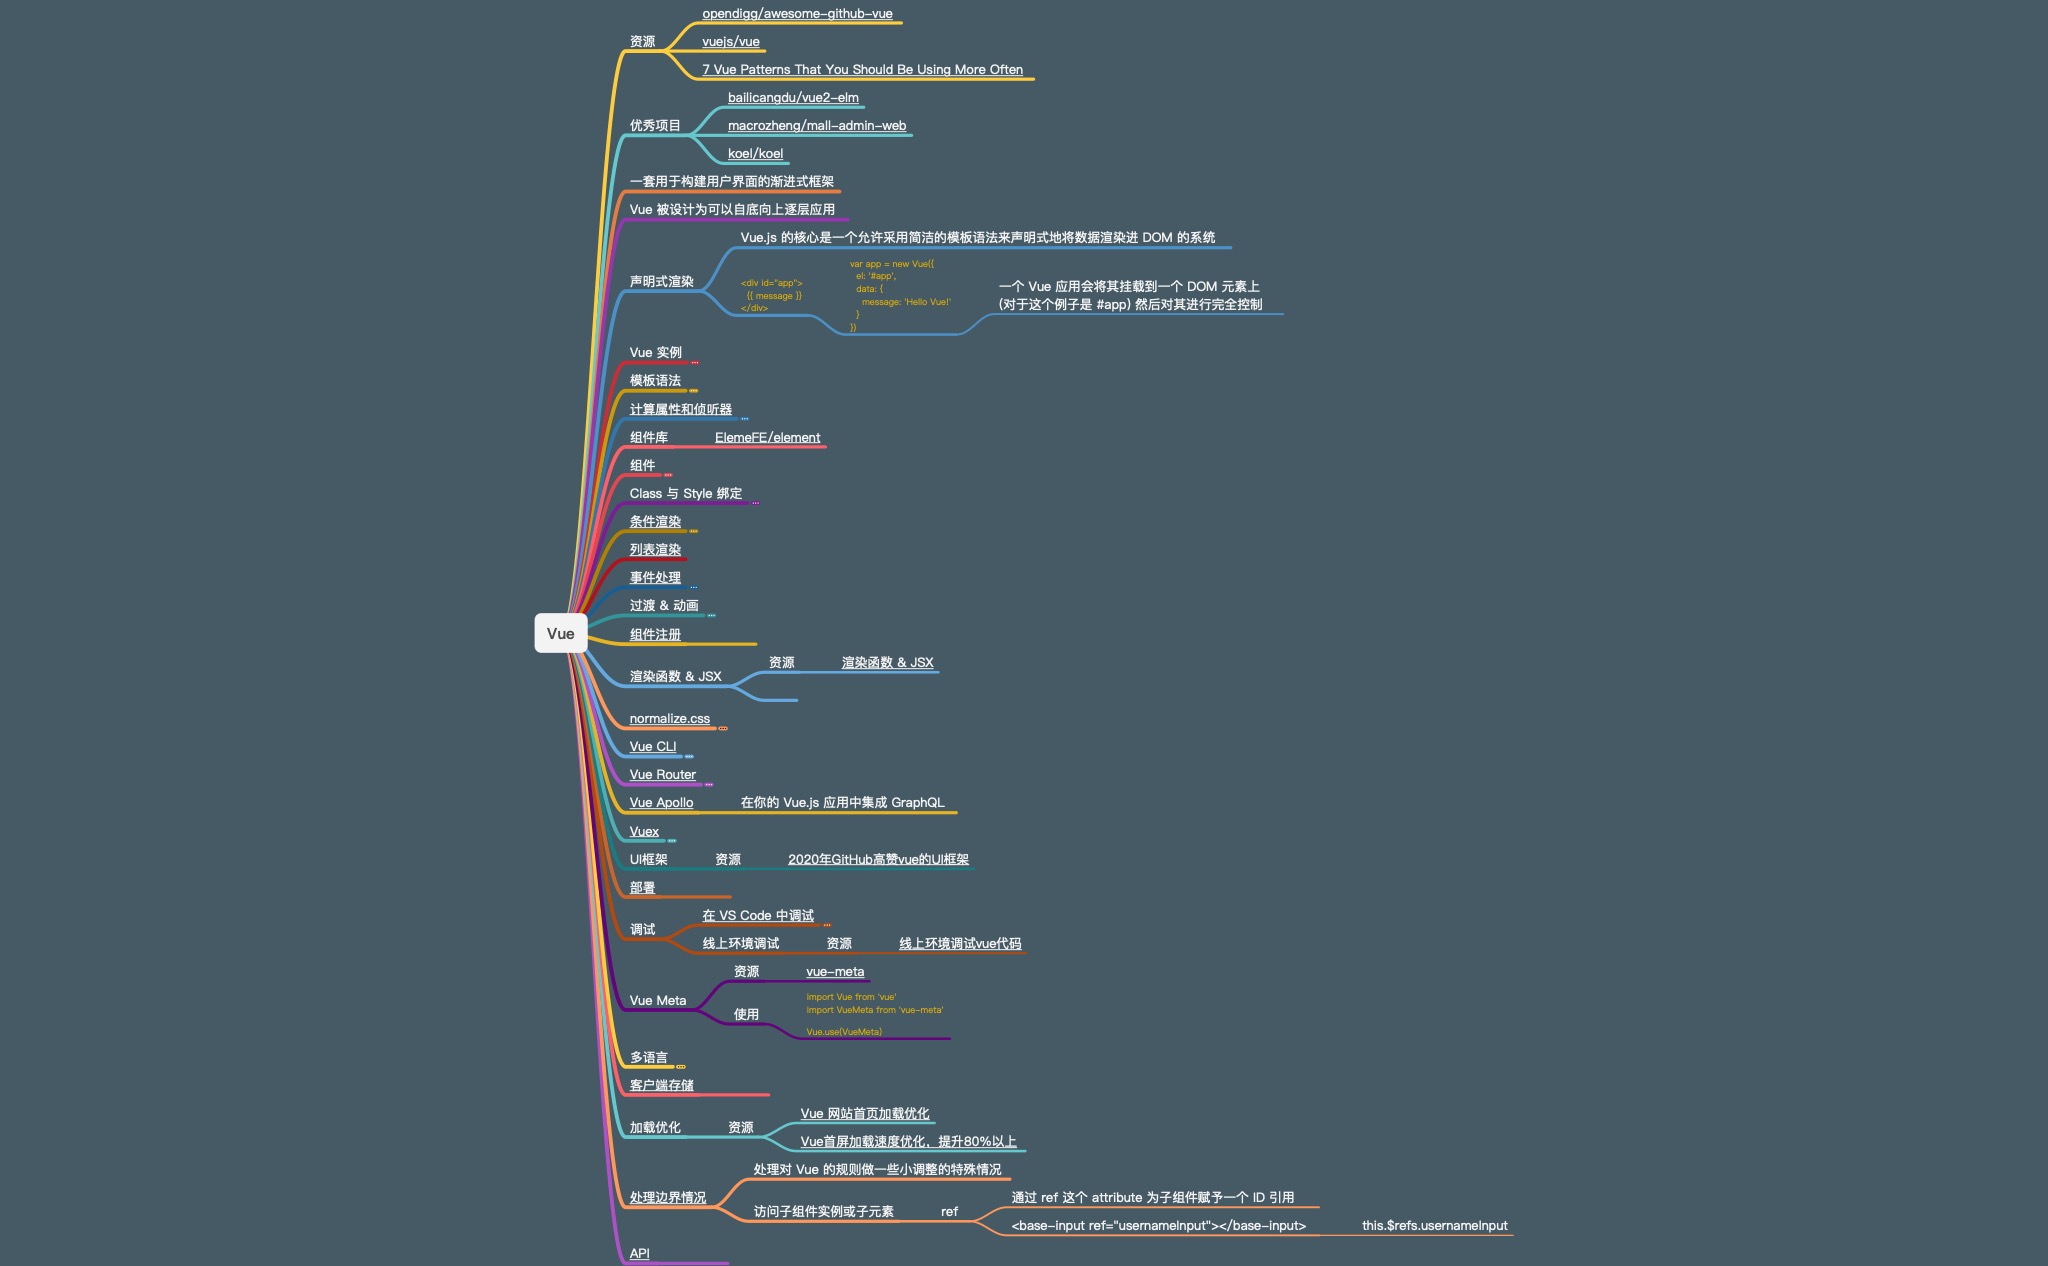 opendigg/awesome-github-vue
资源
vuejs/vue
7 Vue Patterns That You Should Be Using More Often
bailicangdu/vue2-elm
优秀项目
macrozheng/mall-admin-web
koel/koel
一套用于构建用户界面的渐进式框架
Vue 被设计为可以自底向上逐层应用
Vue.js 的核心是一个允许采用简洁的模板语法来声明式地将数据渲染进 DOM 的系统
声明式渲染
<div id="app">
{{ message }}
</div>
var app = new Vue({
el: '#app',
data: {
message: 'Hello Vue!'
}
})
一个 Vue 应用会将其挂载到一个 DOM 元素上
(对于这个例子是 #app) 然后对其进行完全控制
Vue 实例
模板语法
计算属性和侦听器
组件库
ElemeFE/element
组件
Class 与 Style 绑定
条件渲染
列表渲染
事件处理
过渡 & 动画
Vue
组件注册
渲染函数 & JSX
资源
渲染函数 & JSX
normalize.css
Vue CLI
Vue Router
Vue Apollo
在你的 Vue.js 应用中集成 GraphQL
Vuex
UI框架
资源
2020年GitHub高赞vue的UI框架
部署
调试
在 VS Code 中调试
线上环境调试
资源
线上环境调试vue代码
Vue Meta
资源
vue-meta
使用
import Vue from 'vue'
import VueMeta from 'vue-meta'
Vue.use(VueMeta)
多语言
客户端存储
加载优化
资源
Vue 网站首页加载优化
Vue首屏加载速度优化，提升80%以上
处理边界情况
处理对 Vue 的规则做一些小调整的特殊情况
访问子组件实例或子元素
ref
通过 ref 这个 attribute 为子组件赋予一个 ID 引用
<base-input ref="usernameInput"></base-input>
this.$refs.usernameInput
API